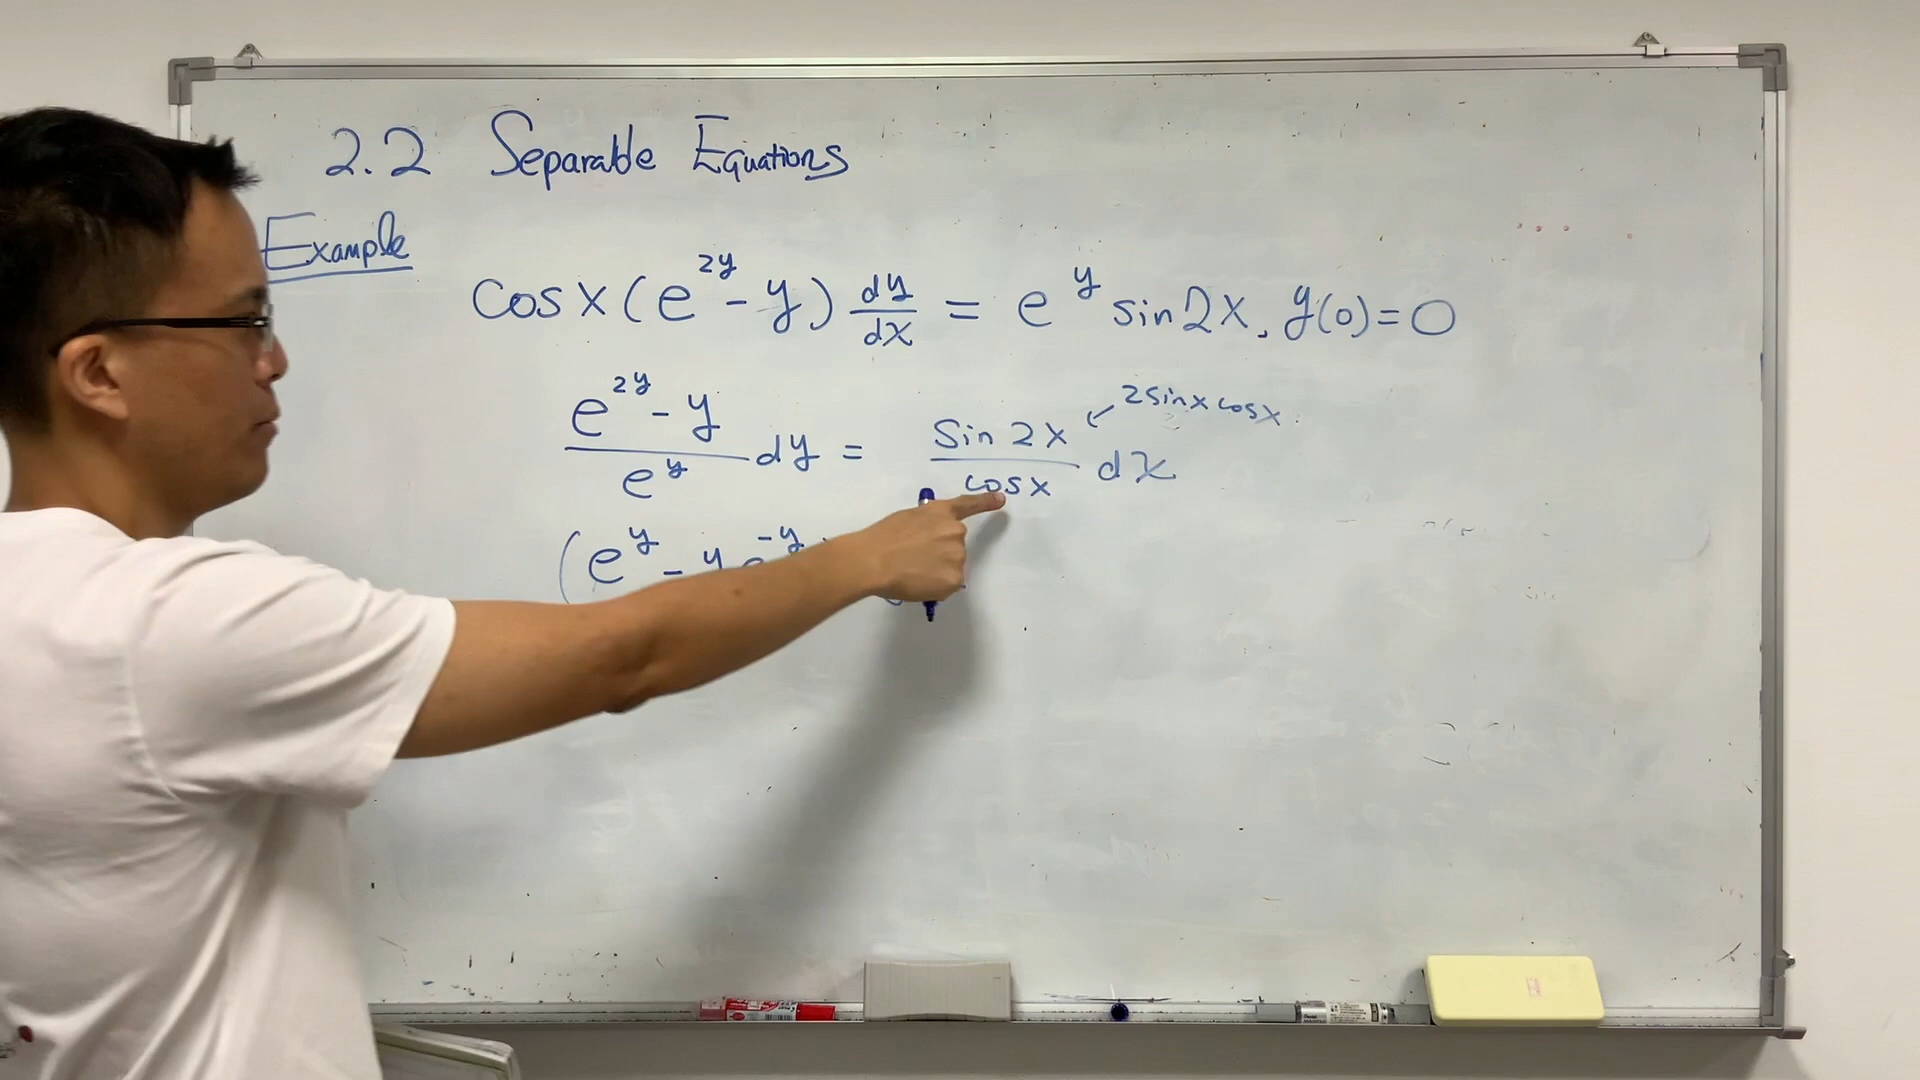 2.2 Separable Equations
Example
cos x (e^{2y} - y) dy/dx = e^y sin 2x, y(0) = 0
(e^{2y} - y)/e^y dy = sin 2x/cos x dx ← 2 sin x cos x
(e^y - y e^{-y}